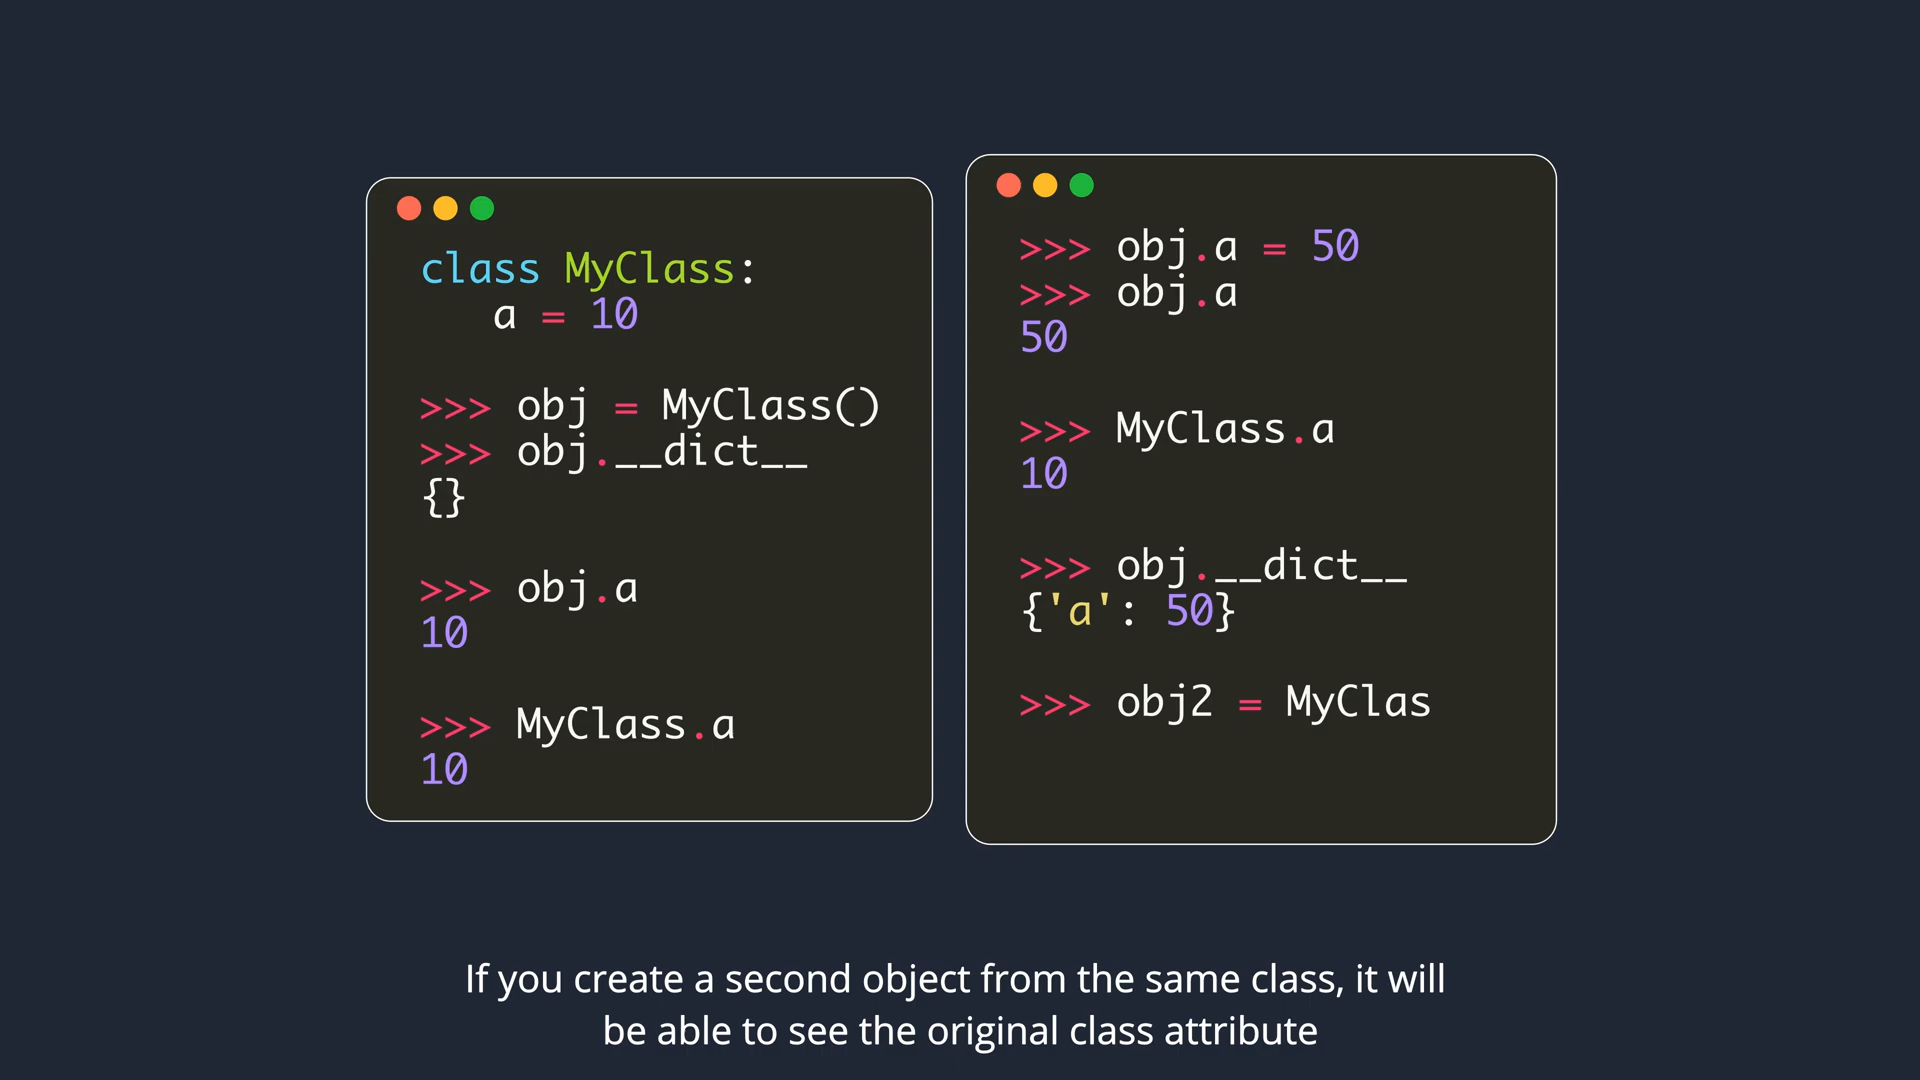 class MyClass:
   a = 10
>>> obj = MyClass()
>>> obj.__dict__
{}
>>> obj.a
10
>>> MyClass.a
10
>>> obj.a = 50
>>> obj.a
50
>>> MyClass.a
10
>>> obj.__dict__
{'a': 50}
>>> obj2 = MyClas
If you create a second object from the same class, it will
be able to see the original class attribute